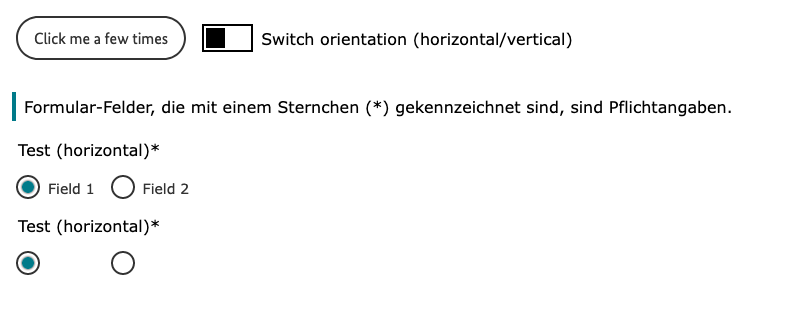 Click me a few times
Switch orientation (horizontal/vertical)
Formular-Felder, die mit einem Sternchen (*) gekennzeichnet sind, sind Pflichtangaben.
Test (horizontal)*
Field 1 Field 2
Test (horizontal)*